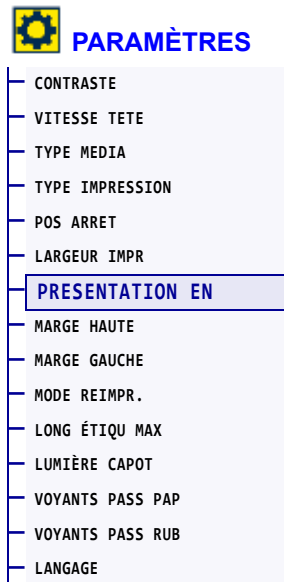 PARAMÈTRES
CONTRASTE
VITESSE TETE
TYPE MEDIA
TYPE IMPRESSION
POS ARRET
LARGEUR IMPR
PRESENTATION EN
MARGE HAUTE
MARGE GAUCHE
MODE REIMPR.
LONG ÉTIQU MAX
LUMIÈRE CAPOT
VOYANTS PASS PAP
VOYANTS PASS RUB
LANGAGE